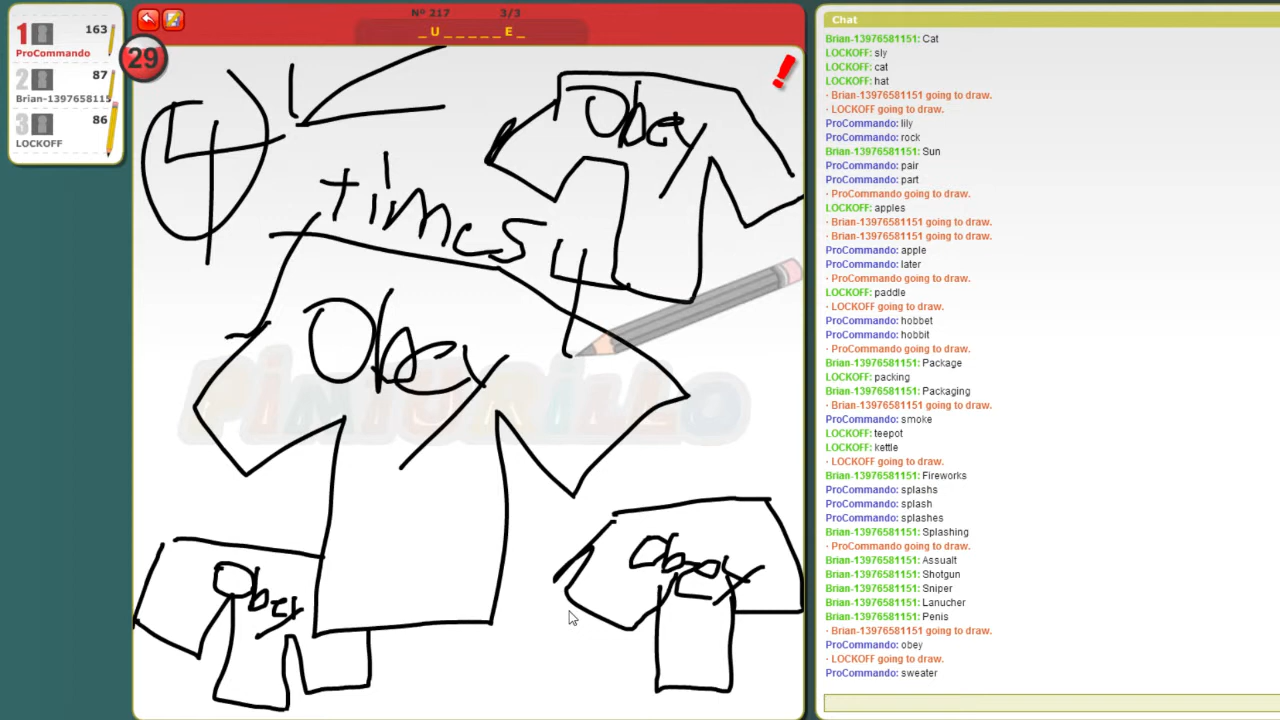 1 163
ProCommando
2 87
Brian-1397658115
3 86
LOCKOFF
29
Nº 217 3/3
_ U _ _ _ _ _ E _
4
times 4
Obey
Obey
Obey
Obey
Chat
Brian-13976581151: Cat
LOCKOFF: sly
LOCKOFF: cat
LOCKOFF: hat
· Brian-13976581151 going to draw.
· LOCKOFF going to draw.
ProCommando: lily
ProCommando: rock
Brian-13976581151: Sun
ProCommando: pair
ProCommando: part
· ProCommando going to draw.
LOCKOFF: apples
· Brian-13976581151 going to draw.
· Brian-13976581151 going to draw.
ProCommando: apple
ProCommando: later
· ProCommando going to draw.
LOCKOFF: paddle
· LOCKOFF going to draw.
ProCommando: hobbet
ProCommando: hobbit
· ProCommando going to draw.
Brian-13976581151: Package
LOCKOFF: packing
Brian-13976581151: Packaging
· Brian-13976581151 going to draw.
ProCommando: smoke
LOCKOFF: teepot
LOCKOFF: kettle
· LOCKOFF going to draw.
Brian-13976581151: Fireworks
ProCommando: splashs
ProCommando: splash
ProCommando: splashes
Brian-13976581151: Splashing
· ProCommando going to draw.
Brian-13976581151: Assualt
Brian-13976581151: Shotgun
Brian-13976581151: Sniper
Brian-13976581151: Lanucher
Brian-13976581151: Penis
· Brian-13976581151 going to draw.
ProCommando: obey
· LOCKOFF going to draw.
ProCommando: sweater